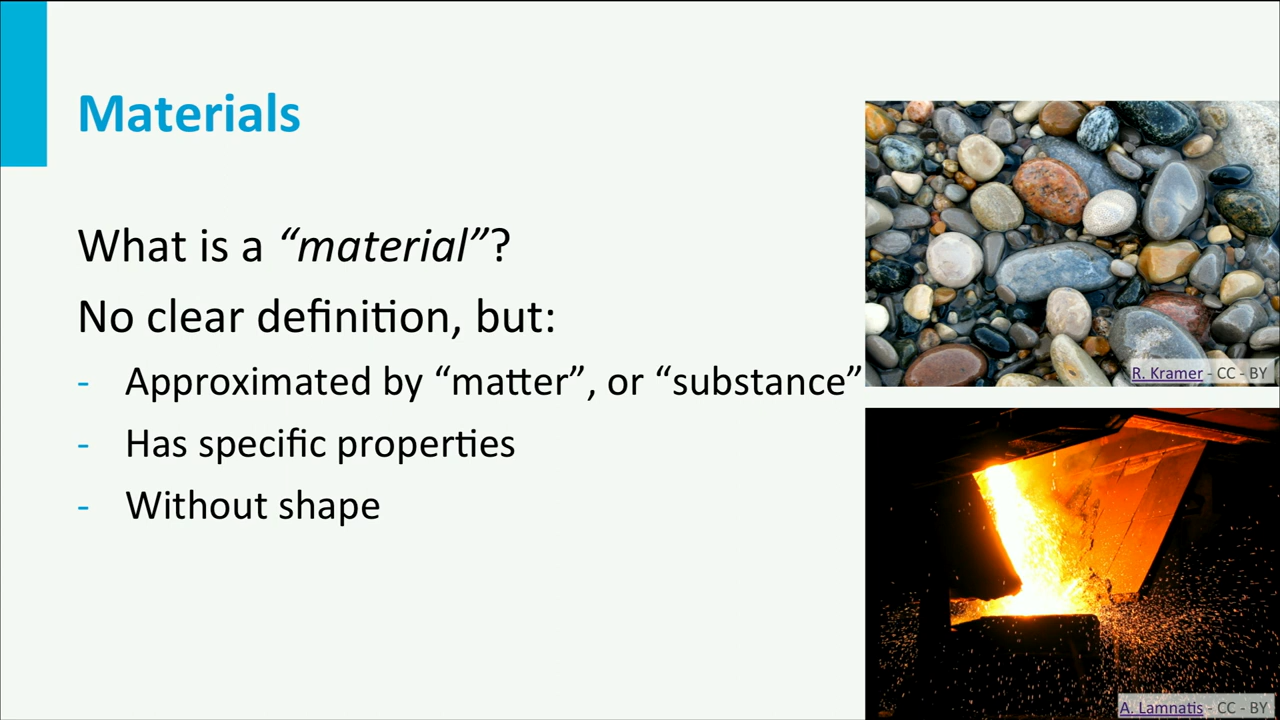 Materials
What is a “material”?
No clear definition, but:
- Approximated by “matter”, or “substance”
- Has specific properties
- Without shape
R. Kramer - CC - BY
A. Lamnatis - CC - BY